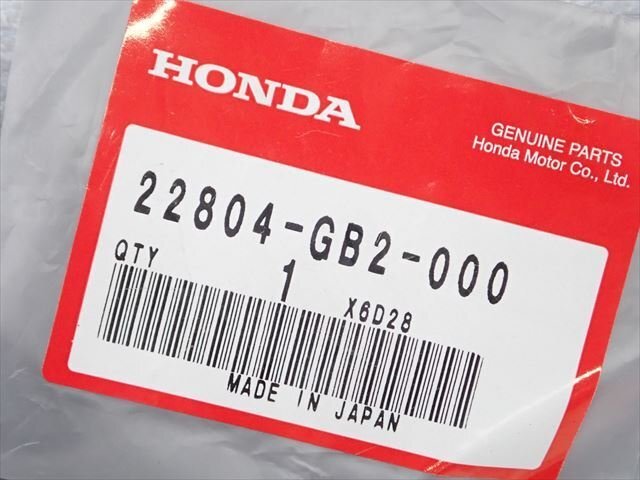 HONDA
GENUINE PARTS
Honda Motor Co., Ltd.
22804-GB2-000
QTY 1 X6D28
MADE IN JAPAN